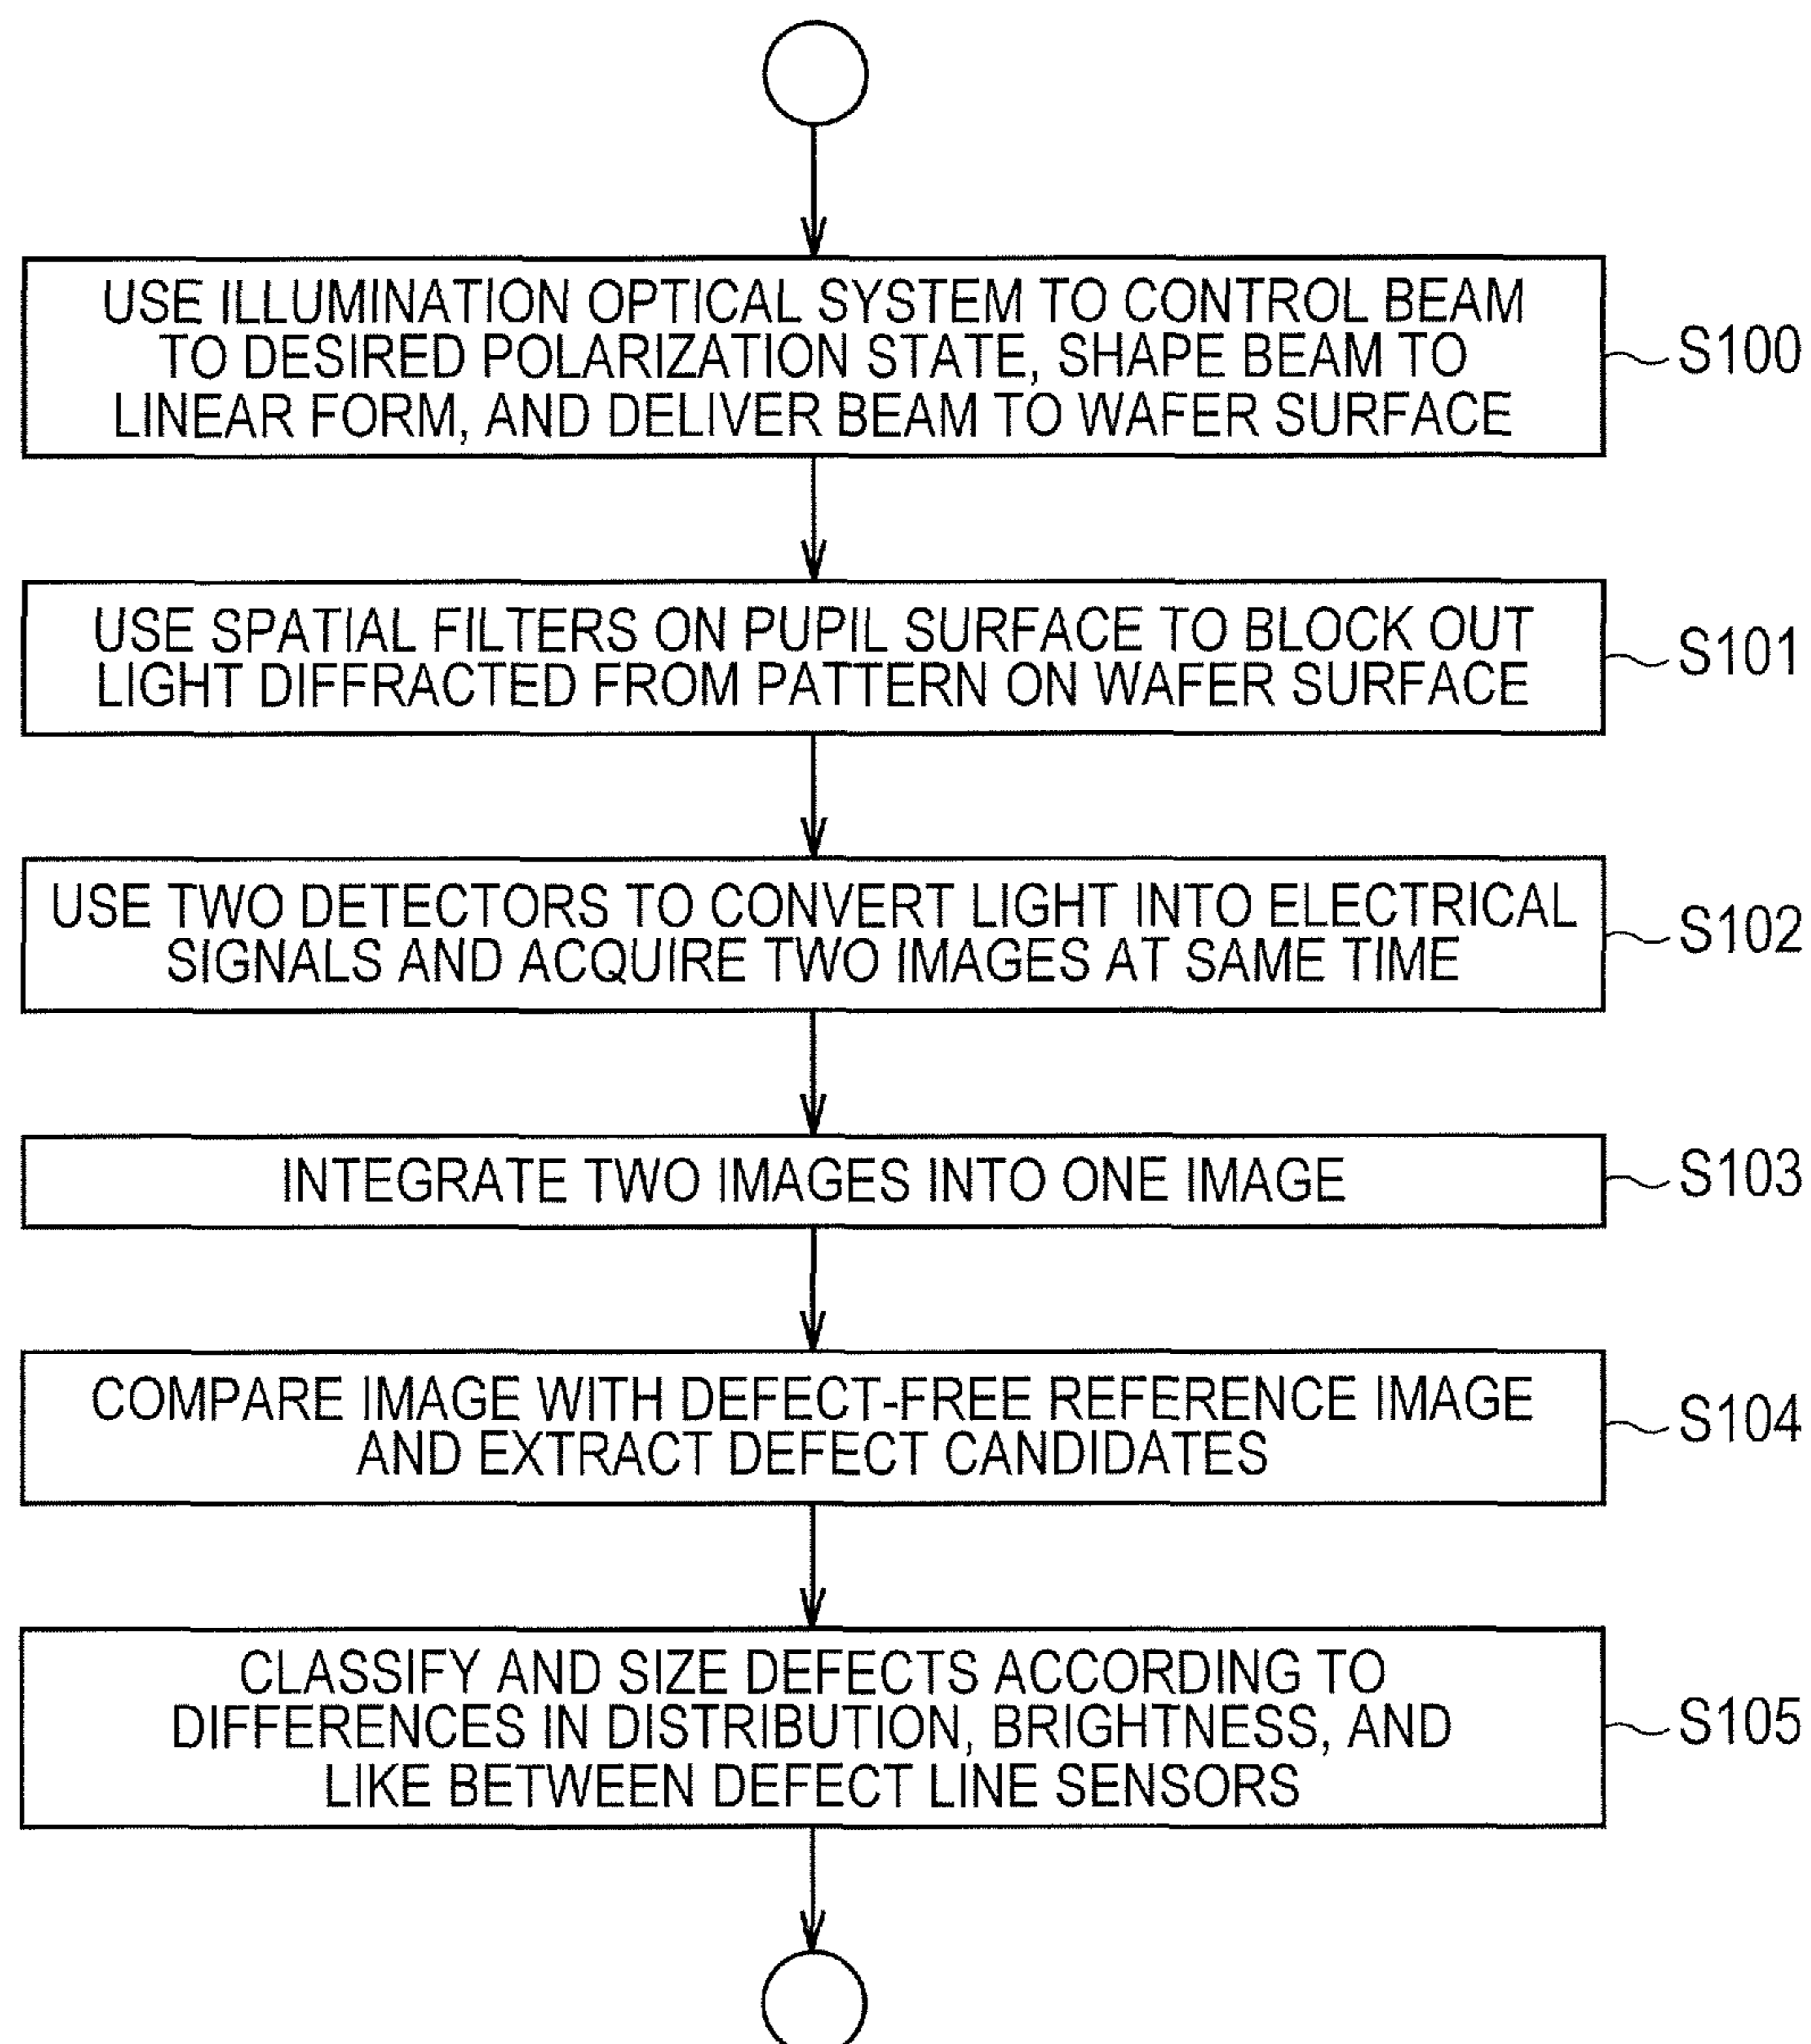 USE ILLUMINATION OPTICAL SYSTEM TO CONTROL BEAM
TO DESIRED POLARIZATION STATE, SHAPE BEAM TO
LINEAR FORM, AND DELIVER BEAM TO WAFER SURFACE
S100
USE SPATIAL FILTERS ON PUPIL SURFACE TO BLOCK OUT
LIGHT DIFFRACTED FROM PATTERN ON WAFER SURFACE
S101
USE TWO DETECTORS TO CONVERT LIGHT INTO ELECTRICAL
SIGNALS AND ACQUIRE TWO IMAGES AT SAME TIME
S102
INTEGRATE TWO IMAGES INTO ONE IMAGE
S103
COMPARE IMAGE WITH DEFECT-FREE REFERENCE IMAGE
AND EXTRACT DEFECT CANDIDATES
S104
CLASSIFY AND SIZE DEFECTS ACCORDING TO
DIFFERENCES IN DISTRIBUTION, BRIGHTNESS, AND
LIKE BETWEEN DEFECT LINE SENSORS
S105